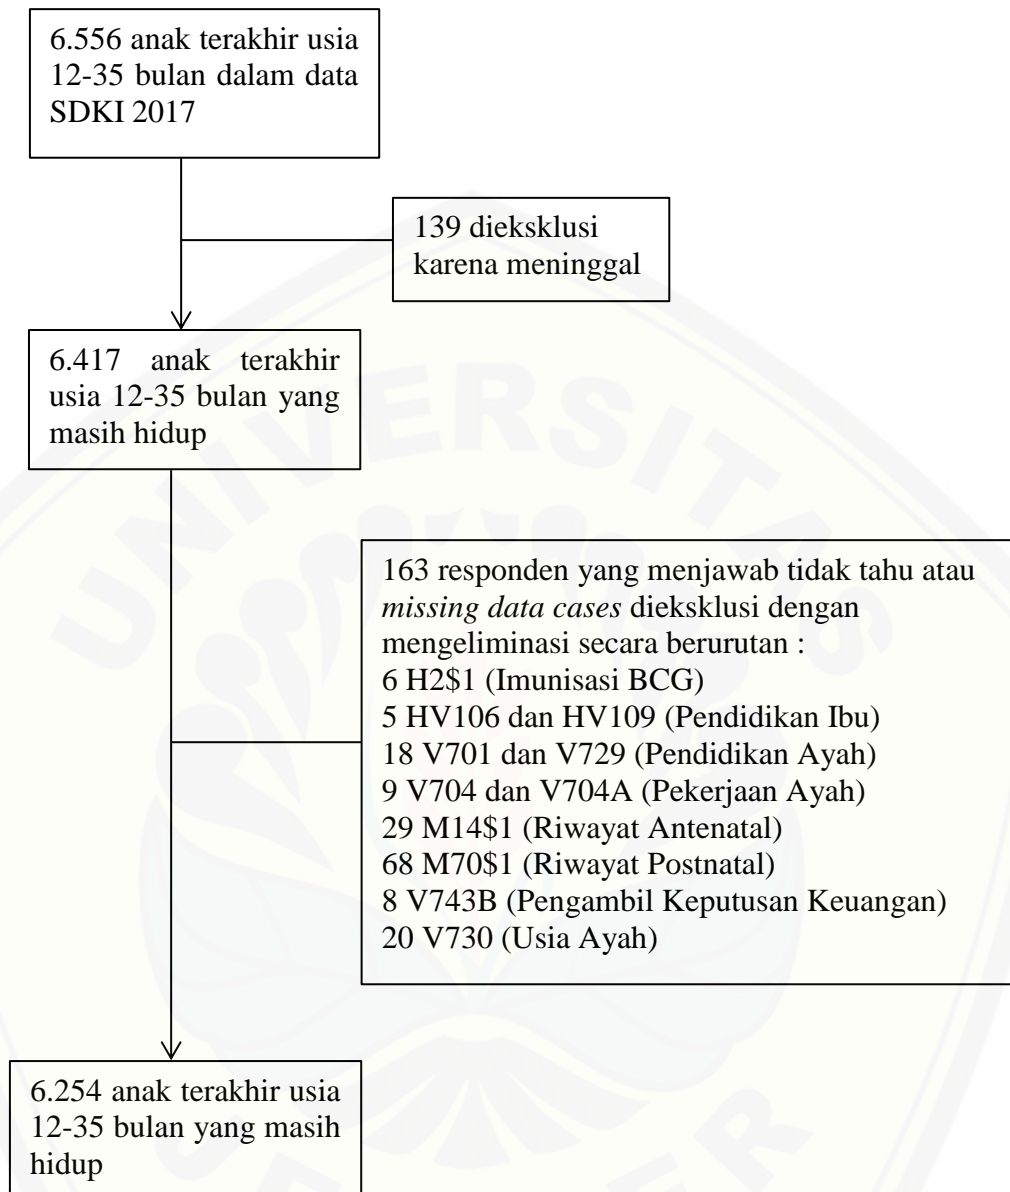 6.556 anak terakhir usia
12-35 bulan dalam data
SDKI 2017
139 dieksklusi
karena meninggal
6.417 anak terakhir
usia 12-35 bulan yang
masih hidup
163 responden yang menjawab tidak tahu atau
missing data cases dieksklusi dengan
mengeliminasi secara berurutan :
6 H2$1 (Imunisasi BCG)
5 HV106 dan HV109 (Pendidikan Ibu)
18 V701 dan V729 (Pendidikan Ayah)
9 V704 dan V704A (Pekerjaan Ayah)
29 M14$1 (Riwayat Antenatal)
68 M70$1 (Riwayat Postnatal)
8 V743B (Pengambil Keputusan Keuangan)
20 V730 (Usia Ayah)
6.254 anak terakhir usia
12-35 bulan yang masih
hidup
UNIVERSITAS